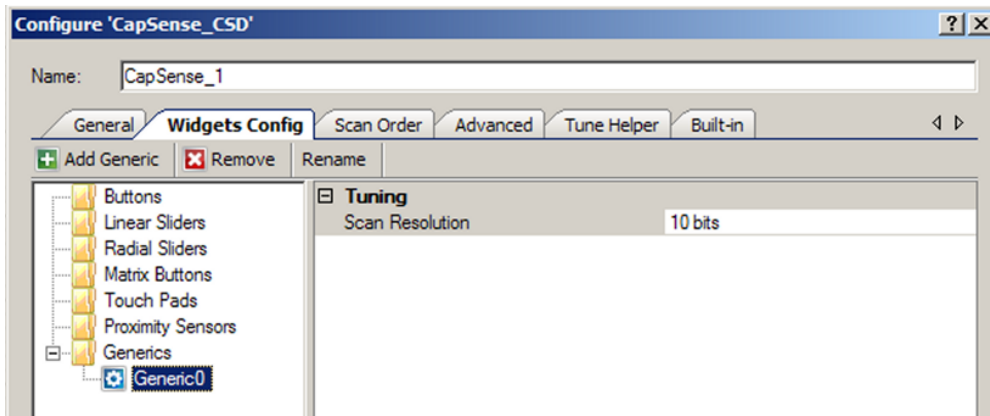 Configure 'CapSense_CSD'
Name: CapSense_1
General Widgets Config Scan Order Advanced Tune Helper Built-in
Add Generic Remove Rename
Buttons
Tuning
Linear Sliders
Scan Resolution 10 bits
Radial Sliders
Matrix Buttons
Touch Pads
Proximity Sensors
Generics
Generic0